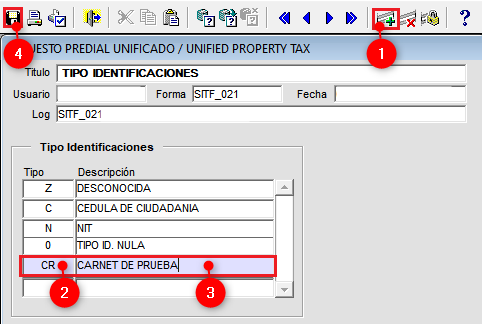 ?
4
1
UESTO PREDIAL UNIFICADO / UNIFIED PROPERTY TAX
Titulo TIPO IDENTIFICACIONES
Usuario Forma SITF_021 Fecha
Log SITF_021
Tipo Identificaciones
Tipo Descripción
Z DESCONOCIDA
C CEDULA DE CIUDADANIA
N NIT
0 TIPO ID. NULA
CR CARNET DE PRUEBA
2 3